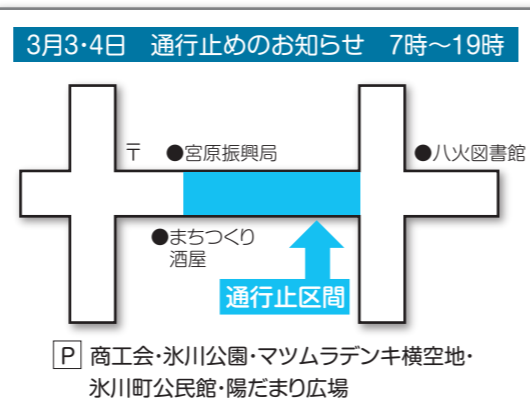 3月3・4日 通行止めのお知らせ 7時～19時
〒 ●宮原振興局
●八火図書館
●まちつくり
酒屋
通行止区間
P 商工会・氷川公園・マツムラデンキ横空地・
氷川町公民館・陽だまり広場